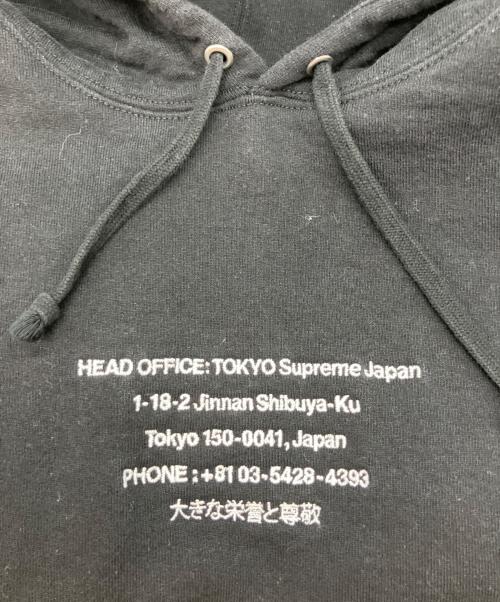 HEAD OFFICE: TOKYO Supreme Japan
1-18-2 Jinnan Shibuya-Ku
Tokyo 150-0041, Japan
PHONE : +81 03-5428-4393
大きな栄誉と尊敬